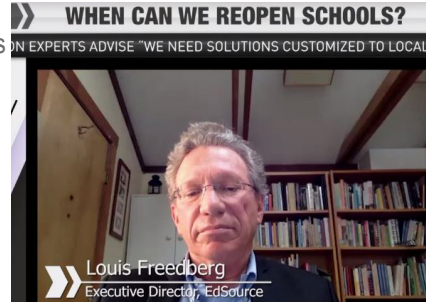 WHEN CAN WE REOPEN SCHOOLS?
ON EXPERTS ADVISE "WE NEED SOLUTIONS CUSTOMIZED TO LOCAL
Louis Freedberg
Executive Director, EdSource